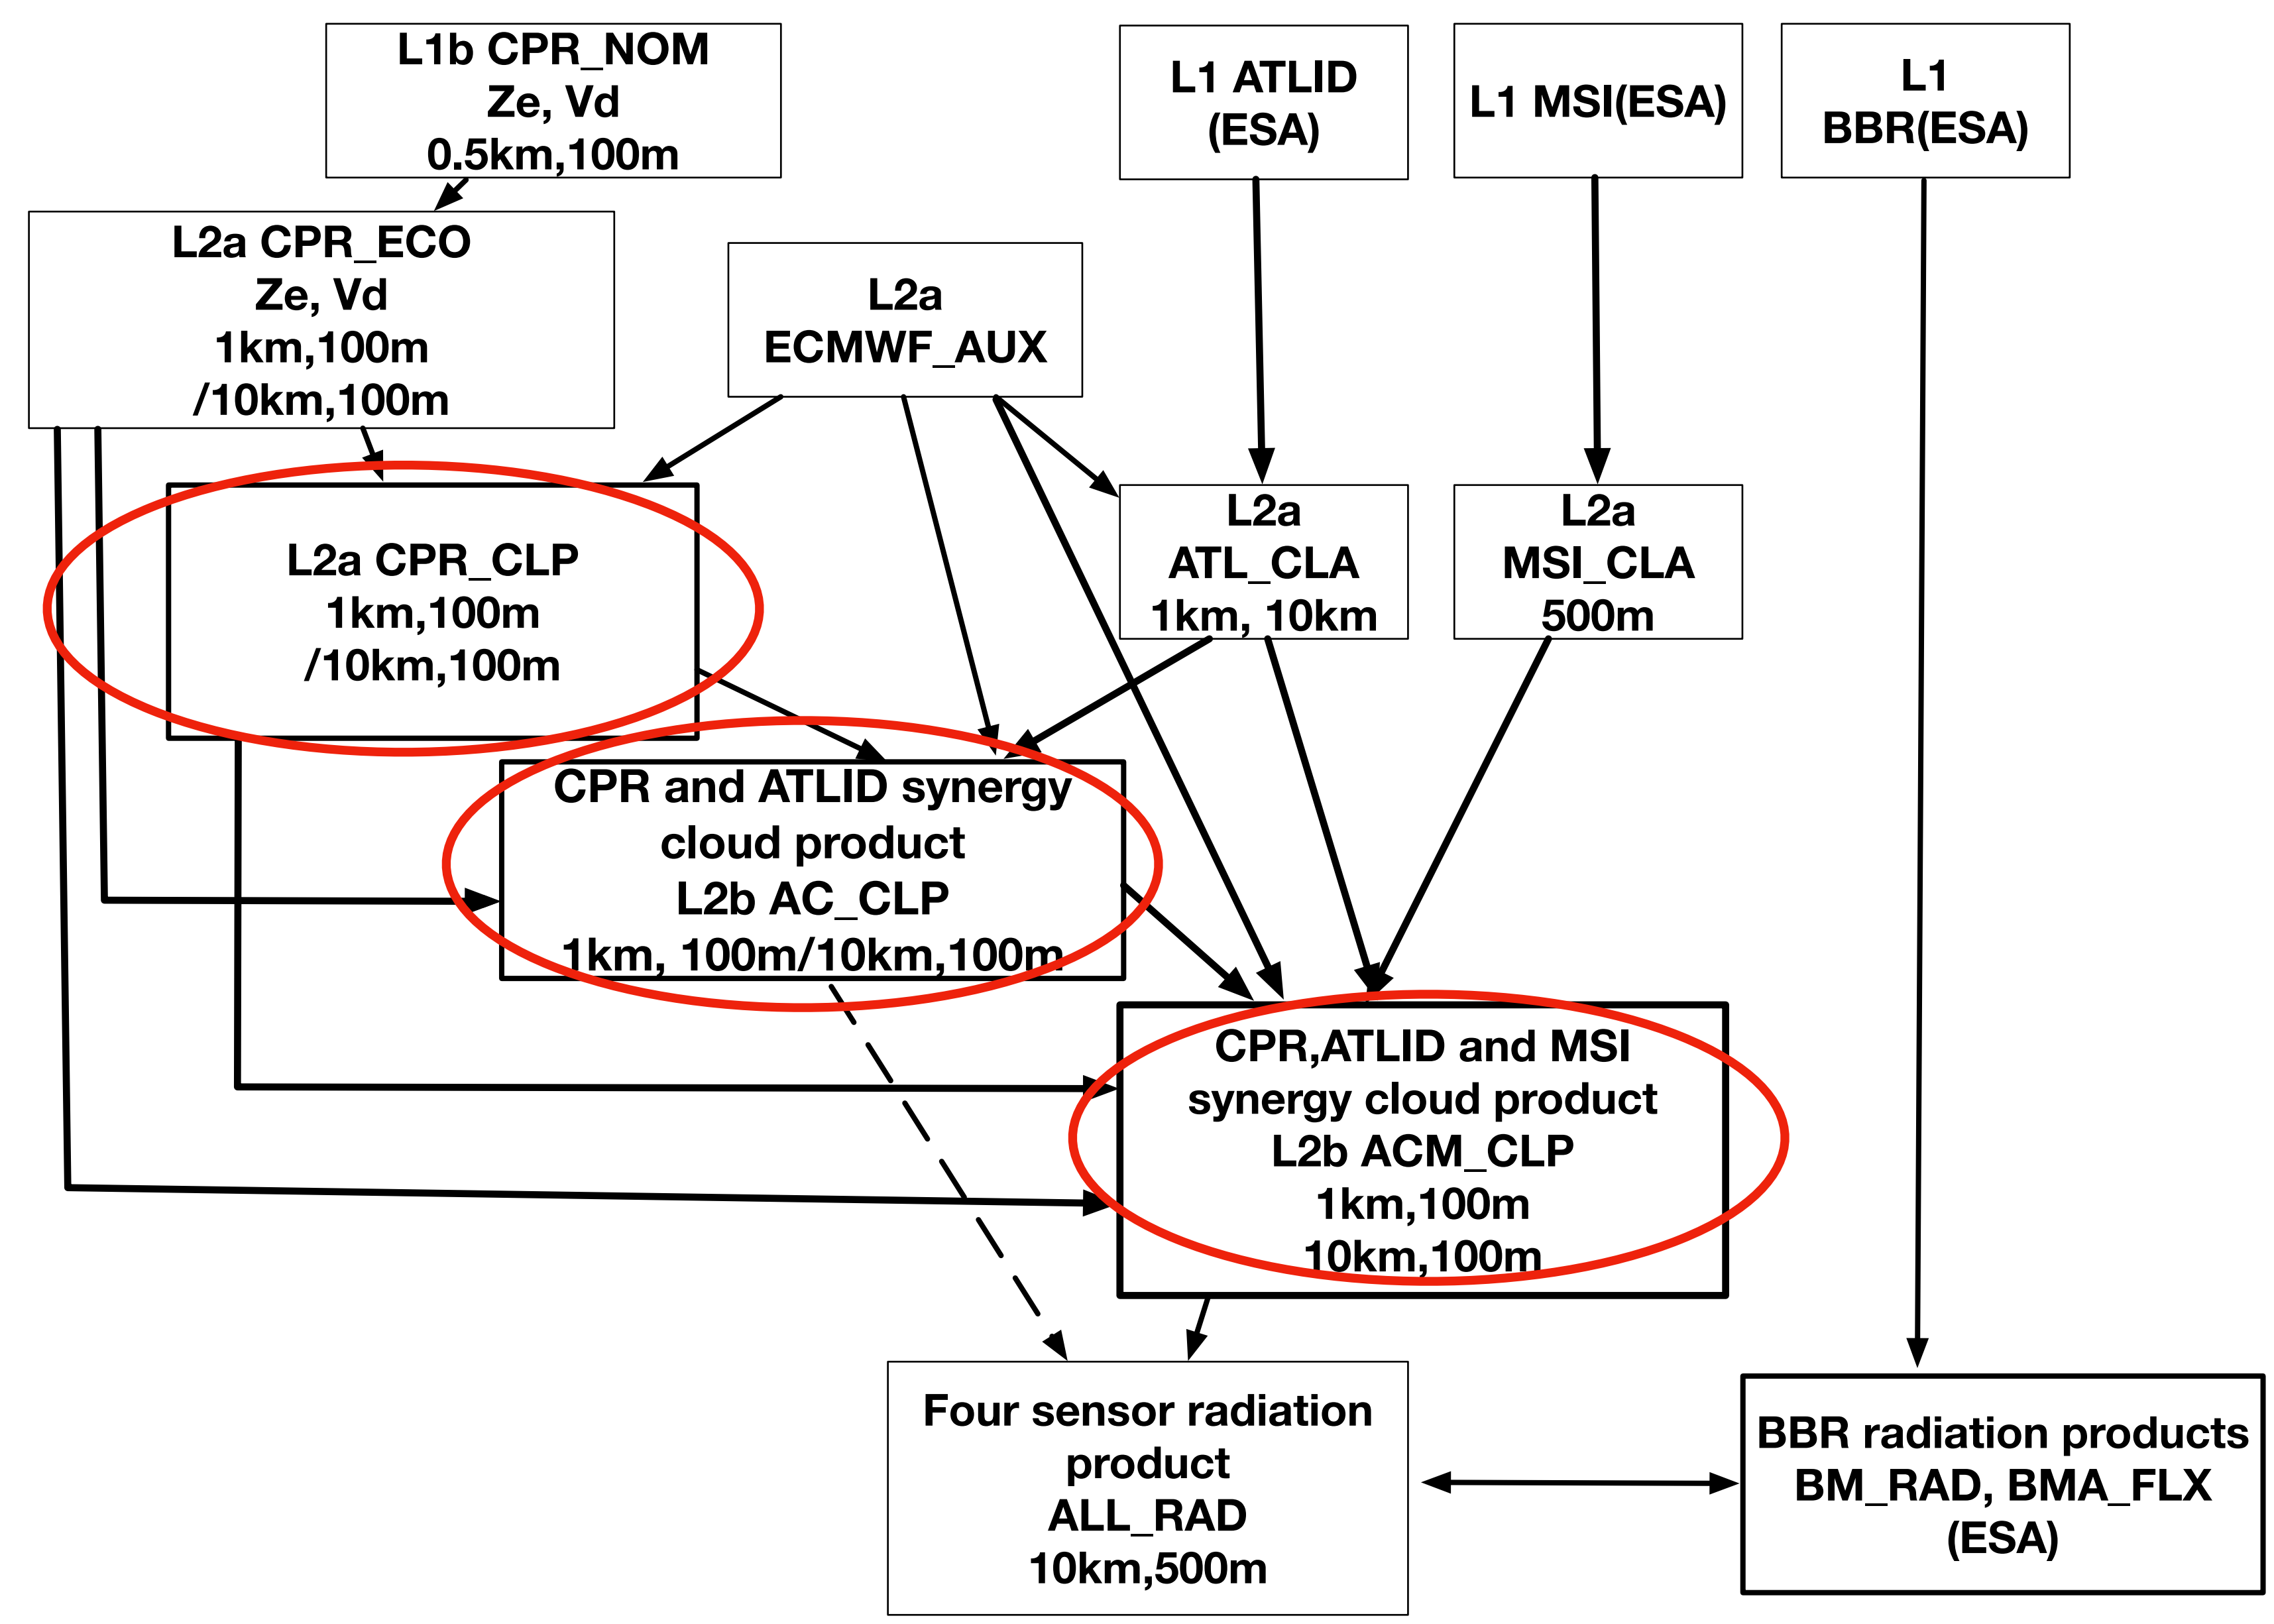 L1b CPR_NOM
Ze, Vd
0.5km,100m
L1 ATLID
(ESA)
L1 MSI(ESA)
L1
BBR(ESA)
L2a CPR_ECO
Ze, Vd
1km,100m
/10km,100m
L2a
ECMWF_AUX
L2a CPR_CLP
1km,100m
/10km,100m
L2a
ATL_CLA
1km, 10km
L2a
MSI_CLA
500m
CPR and ATLID synergy
cloud product
L2b AC_CLP
1km, 100m/10km,100m
CPR,ATLID and MSI
synergy cloud product
L2b ACM_CLP
1km,100m
10km,100m
Four sensor radiation
product
ALL_RAD
10km,500m
BBR radiation products
BM_RAD, BMA_FLX
(ESA)